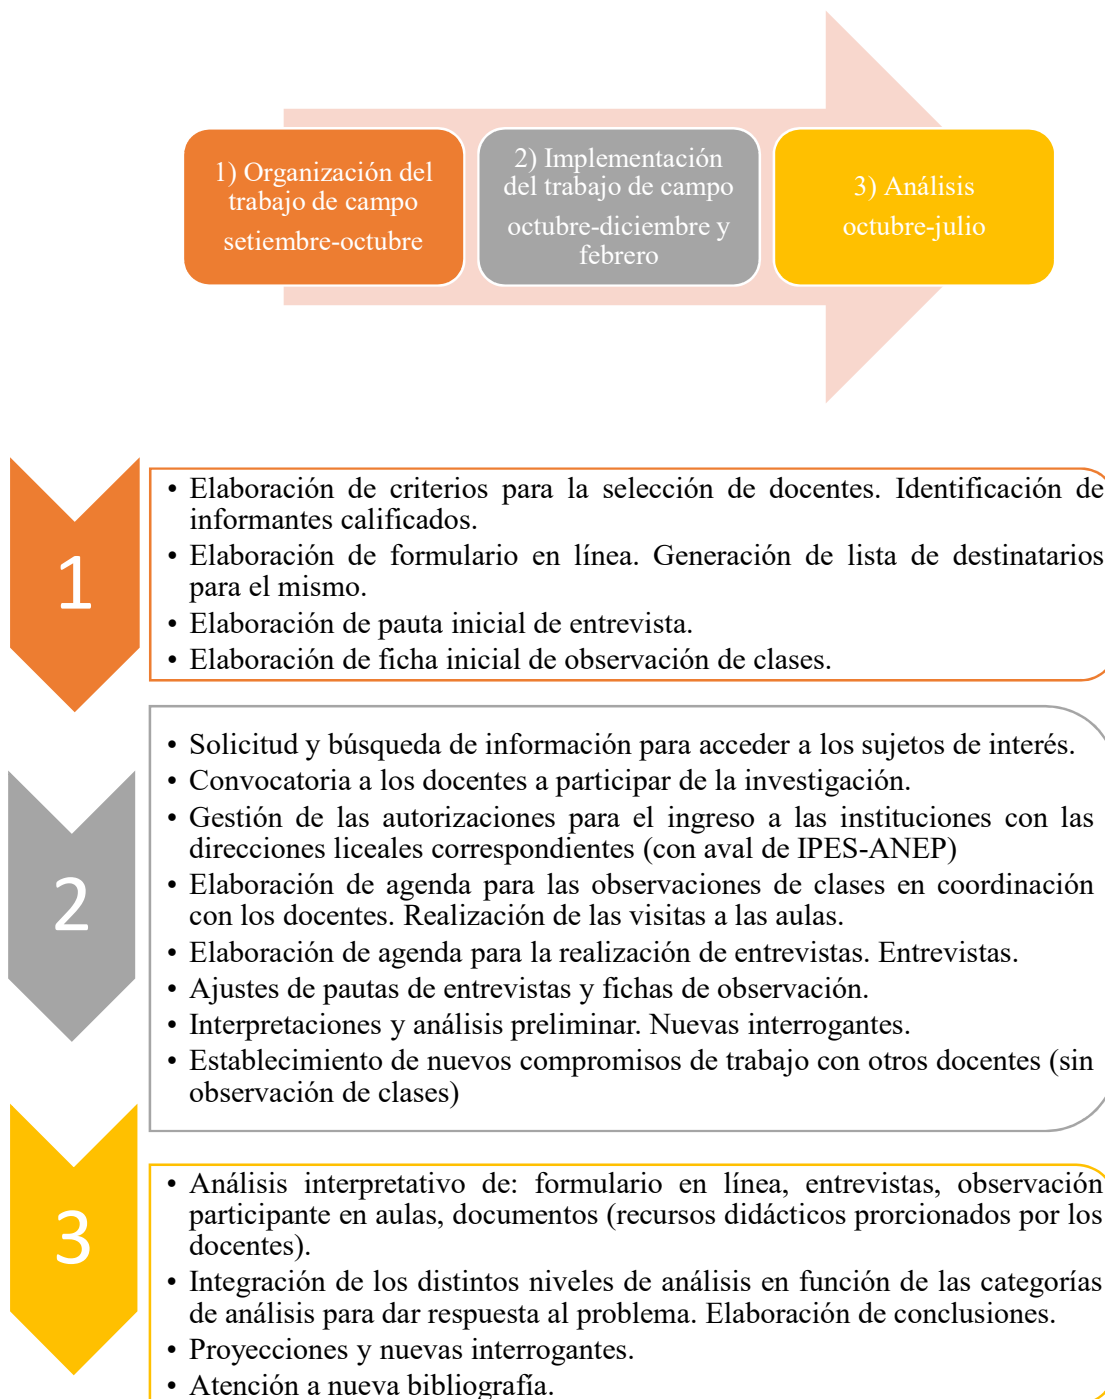 1) Organización del
trabajo de campo
setiembre-octubre
2) Implementación
del trabajo de campo
octubre-diciembre y
febrero
3) Análisis
octubre-julio
1
• Elaboración de criterios para la selección de docentes. Identificación de
informantes calificados.
• Elaboración de formulario en línea. Generación de lista de destinatarios
para el mismo.
• Elaboración de pauta inicial de entrevista.
• Elaboración de ficha inicial de observación de clases.
2
• Solicitud y búsqueda de información para acceder a los sujetos de interés.
• Convocatoria a los docentes a participar de la investigación.
• Gestión de las autorizaciones para el ingreso a las instituciones con las
direcciones liceales correspondientes (con aval de IPES-ANEP)
• Elaboración de agenda para las observaciones de clases en coordinación
con los docentes. Realización de las visitas a las aulas.
• Elaboración de agenda para la realización de entrevistas. Entrevistas.
• Ajustes de pautas de entrevistas y fichas de observación.
• Interpretaciones y análisis preliminar. Nuevas interrogantes.
• Establecimiento de nuevos compromisos de trabajo con otros docentes (sin
observación de clases)
3
• Análisis interpretativo de: formulario en línea, entrevistas, observación
participante en aulas, documentos (recursos didácticos prorcionados por los
docentes).
• Integración de los distintos niveles de análisis en función de las categorías
de análisis para dar respuesta al problema. Elaboración de conclusiones.
• Proyecciones y nuevas interrogantes.
• Atención a nueva bibliografía.